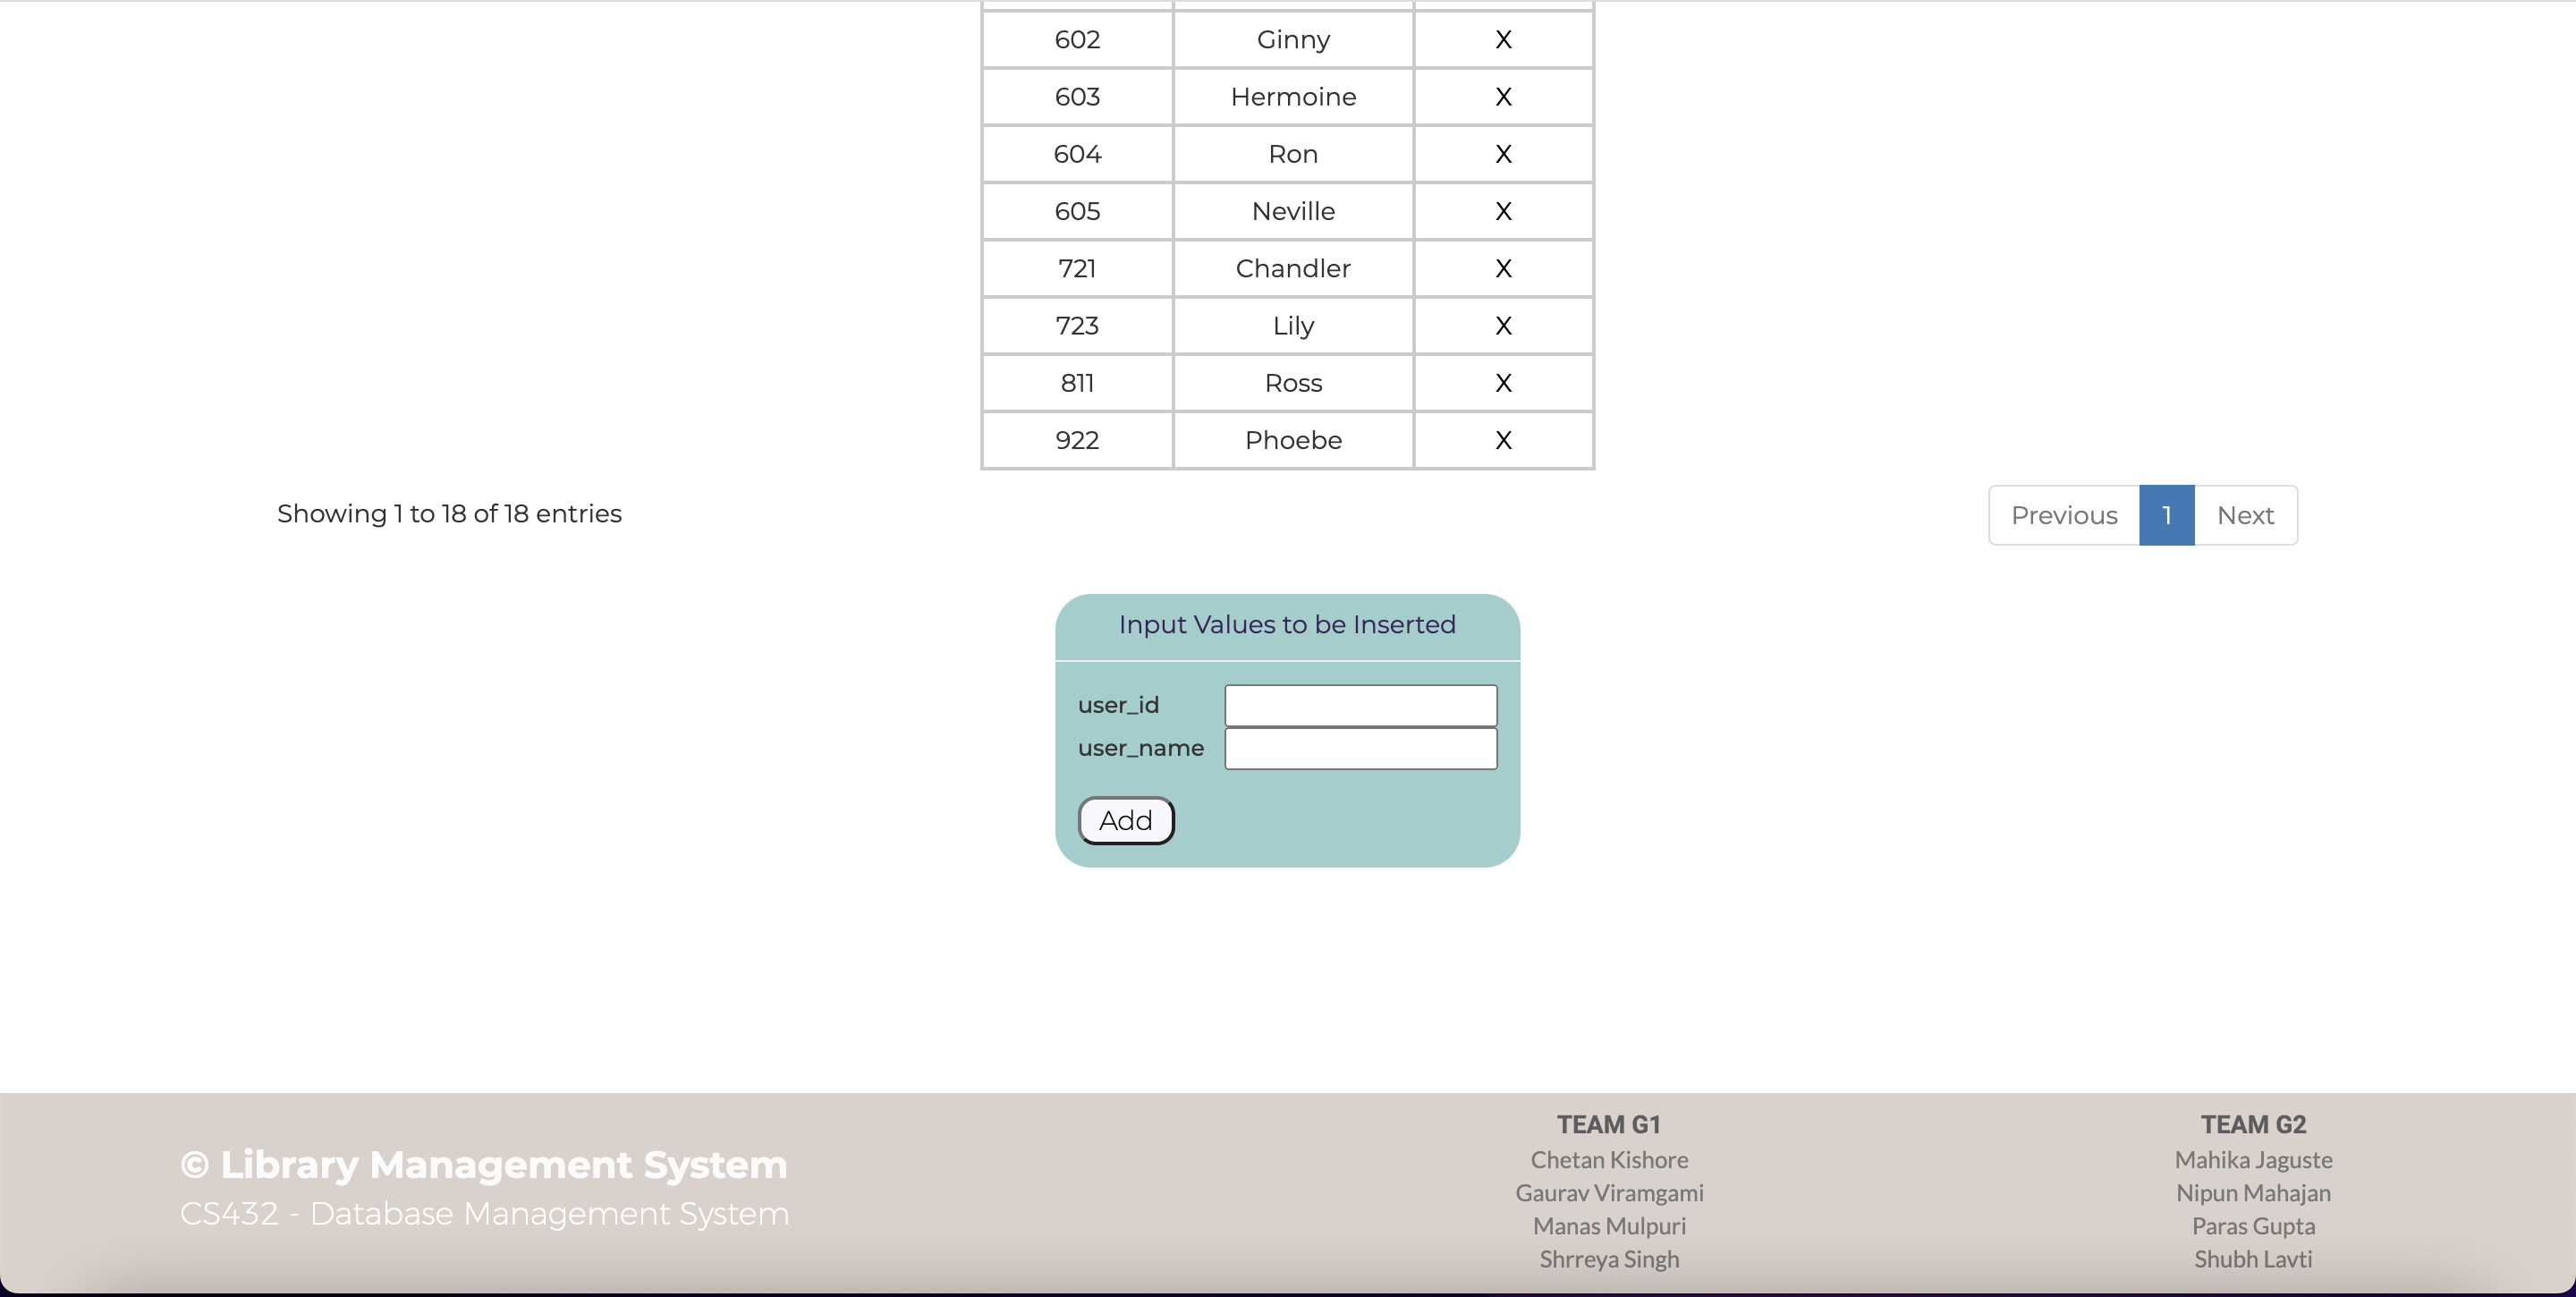 602 Ginny X
603 Hermoine X
604 Ron X
605 Neville X
721 Chandler X
723 Lily X
811 Ross X
922 Phoebe X
Showing 1 to 18 of 18 entries
Previous 1 Next
Input Values to be Inserted
user_id
user_name
Add
© Library Management System
CS432 - Database Management System
TEAM G1
Chetan Kishore
Gaurav Viramgami
Manas Mulpuri
Shrreya Singh
TEAM G2
Mahika Jaguste
Nipun Mahajan
Paras Gupta
Shubh Lavti